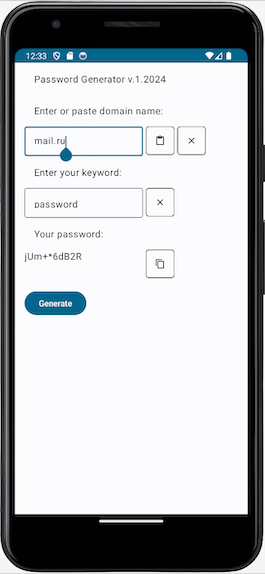 12:33
Password Generator v.1.2024
Enter or paste domain name:
mail.ru
Enter your keyword:
password
Your password:
jUm+*6dB2R
Generate